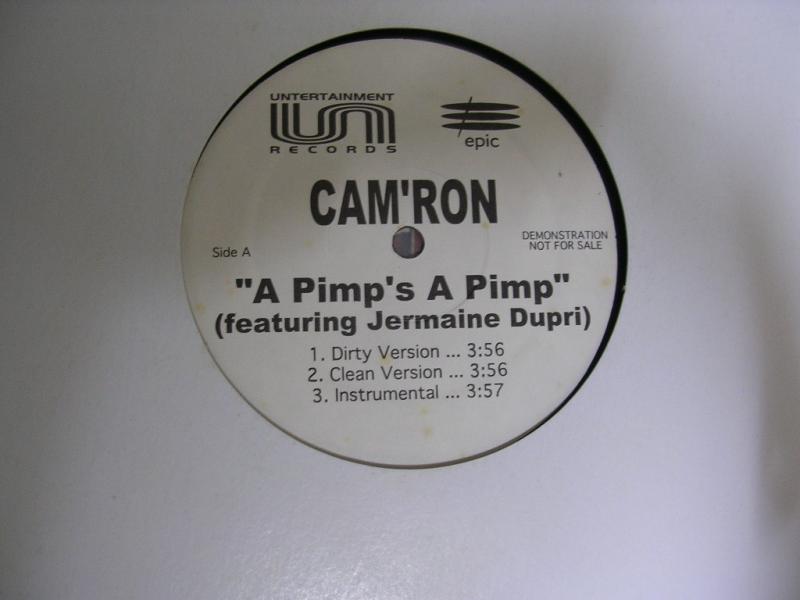 UNTERTAINMENT
UN
RECORDS
epic
CAM'RON
Side A
DEMONSTRATION
NOT FOR SALE
"A Pimp's A Pimp"
(featuring Jermaine Dupri)
1. Dirty Version ... 3:56
2. Clean Version ... 3:56
3. Instrumental ... 3:57